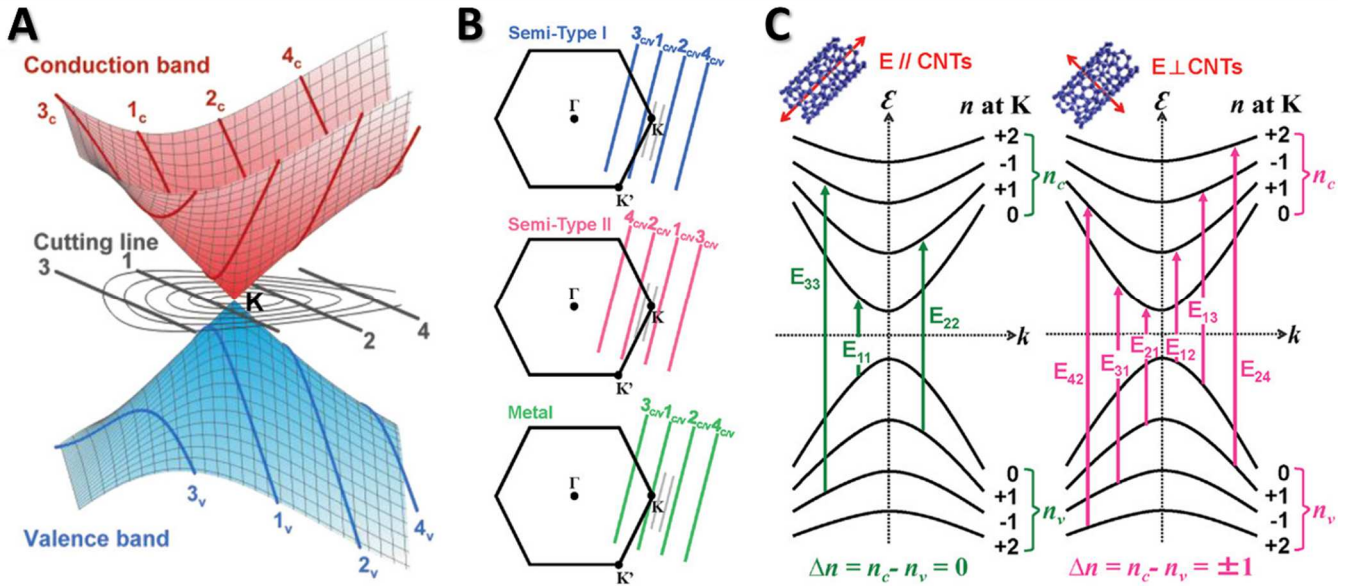 A
Conduction band
3c
1c
2c
4c
Cutting line
3
1
K
2
4
3v
1v
2v
4v
Valence band
B
Semi-Type I
3C/V 1C/V 2C/V 4C/V
Γ
K
K'
Semi-Type II
4C/V 2C/V 1C/V 3C/V
Γ
K
K'
Metal
3C/V 1C/V 2C/V 4C/V
Γ
K
K'
C
E // CNTs
ε
n at K
+2
-1
+1
0
nc
E33
E11
E22
k
0
+1
-1
+2
nv
Δn = nc- nv = 0
E⊥CNTs
ε
n at K
+2
-1
+1
0
nc
E42
E31
E21
E12
E13
E24
k
0
+1
-1
+2
nv
Δn = nc- nv = ±1